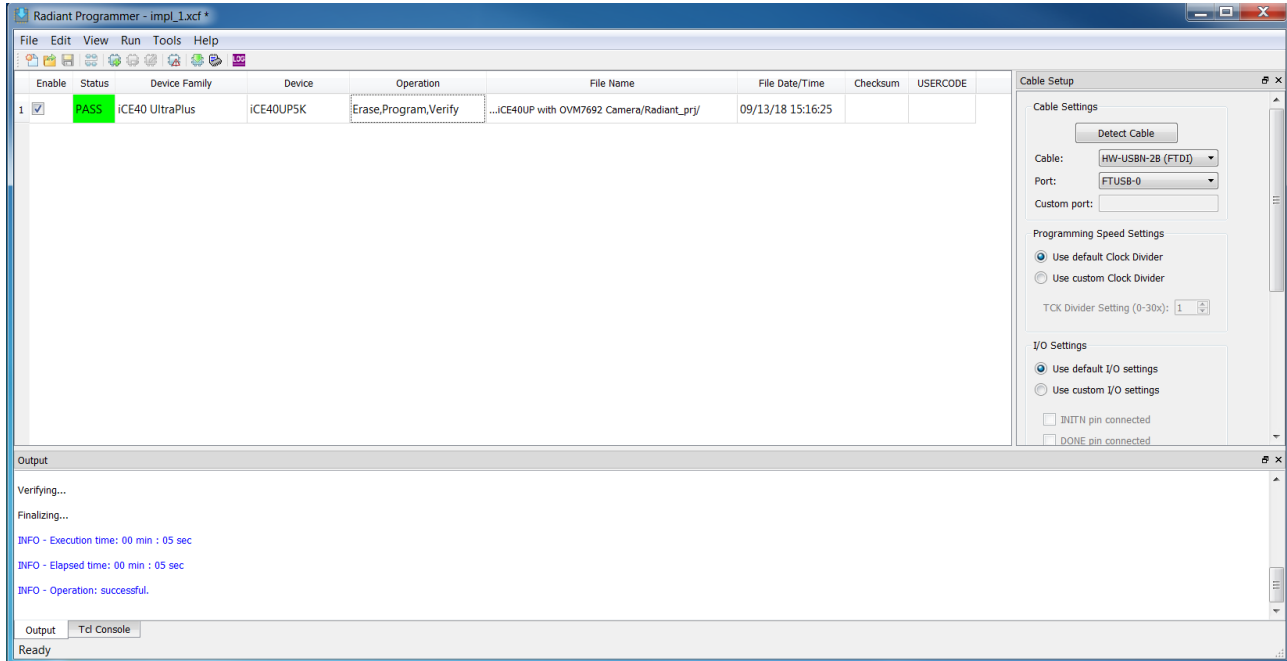 Radiant Programmer - impl_1.xcf *
File Edit View Run Tools Help
LOG
Enable Status Device Family Device Operation File Name File Date/Time Checksum USERCODE
1 PASS iCE40 UltraPlus iCE40UP5K Erase,Program,Verify ...iCE40UP with OVM7692 Camera/Radiant_prj/ 09/13/18 15:16:25
Cable Setup
Cable Settings
Detect Cable
Cable: HW-USBN-2B (FTDI)
Port: FTUSB-0
Custom port:
Programming Speed Settings
Use default Clock Divider
Use custom Clock Divider
TCK Divider Setting (0-30x): 1
I/O Settings
Use default I/O settings
Use custom I/O settings
INITN pin connected
DONE pin connected
Output
Verifying...
Finalizing...
INFO - Execution time: 00 min : 05 sec
INFO - Elapsed time: 00 min : 05 sec
INFO - Operation: successful.
Output Tcl Console
Ready